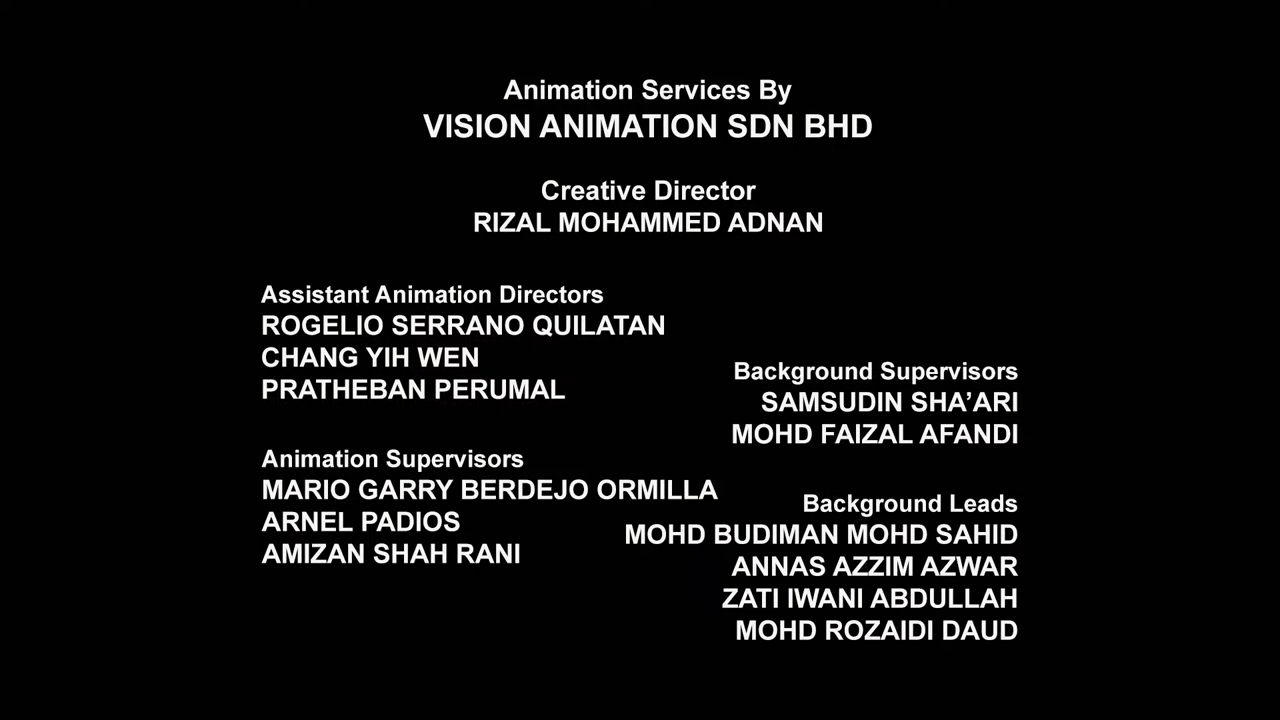 Animation Services By
VISION ANIMATION SDN BHD
Creative Director
RIZAL MOHAMMED ADNAN
Assistant Animation Directors
ROGELIO SERRANO QUILATAN
CHANG YIH WEN
PRATHEBAN PERUMAL
Animation Supervisors
MARIO GARRY BERDEJO ORMILLA
ARNEL PADIOS
AMIZAN SHAH RANI
Background Supervisors
SAMSUDIN SHA’ARI
MOHD FAIZAL AFANDI
Background Leads
MOHD BUDIMAN MOHD SAHID
ANNAS AZZIM AZWAR
ZATI IWANI ABDULLAH
MOHD ROZAIDI DAUD